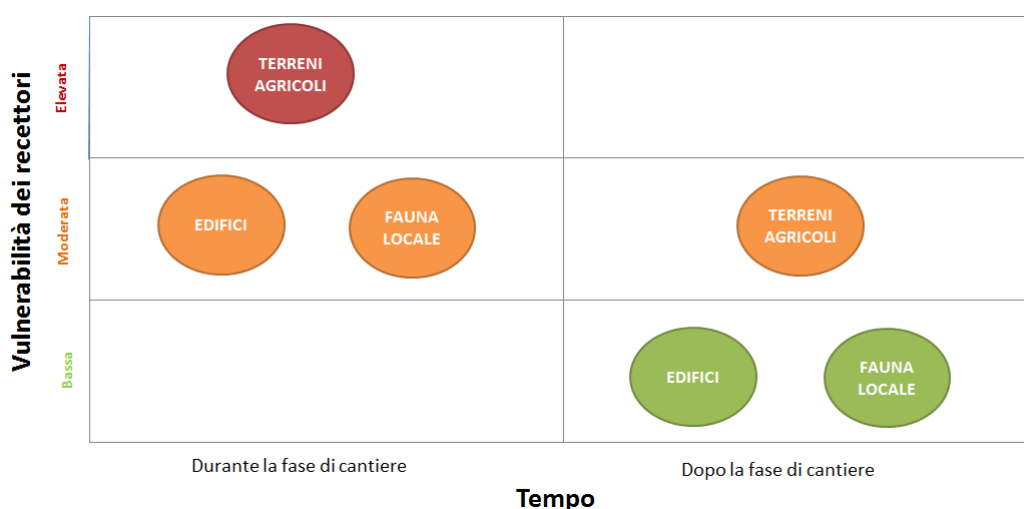 Vulnerabilità dei recettori
Elevata
TERRENI
AGRICOLI
Moderata
EDIFICI
FAUNA
LOCALE
TERRENI
AGRICOLI
Bassa
EDIFICI
FAUNA
LOCALE
Durante la fase di cantiere
Dopo la fase di cantiere
Tempo